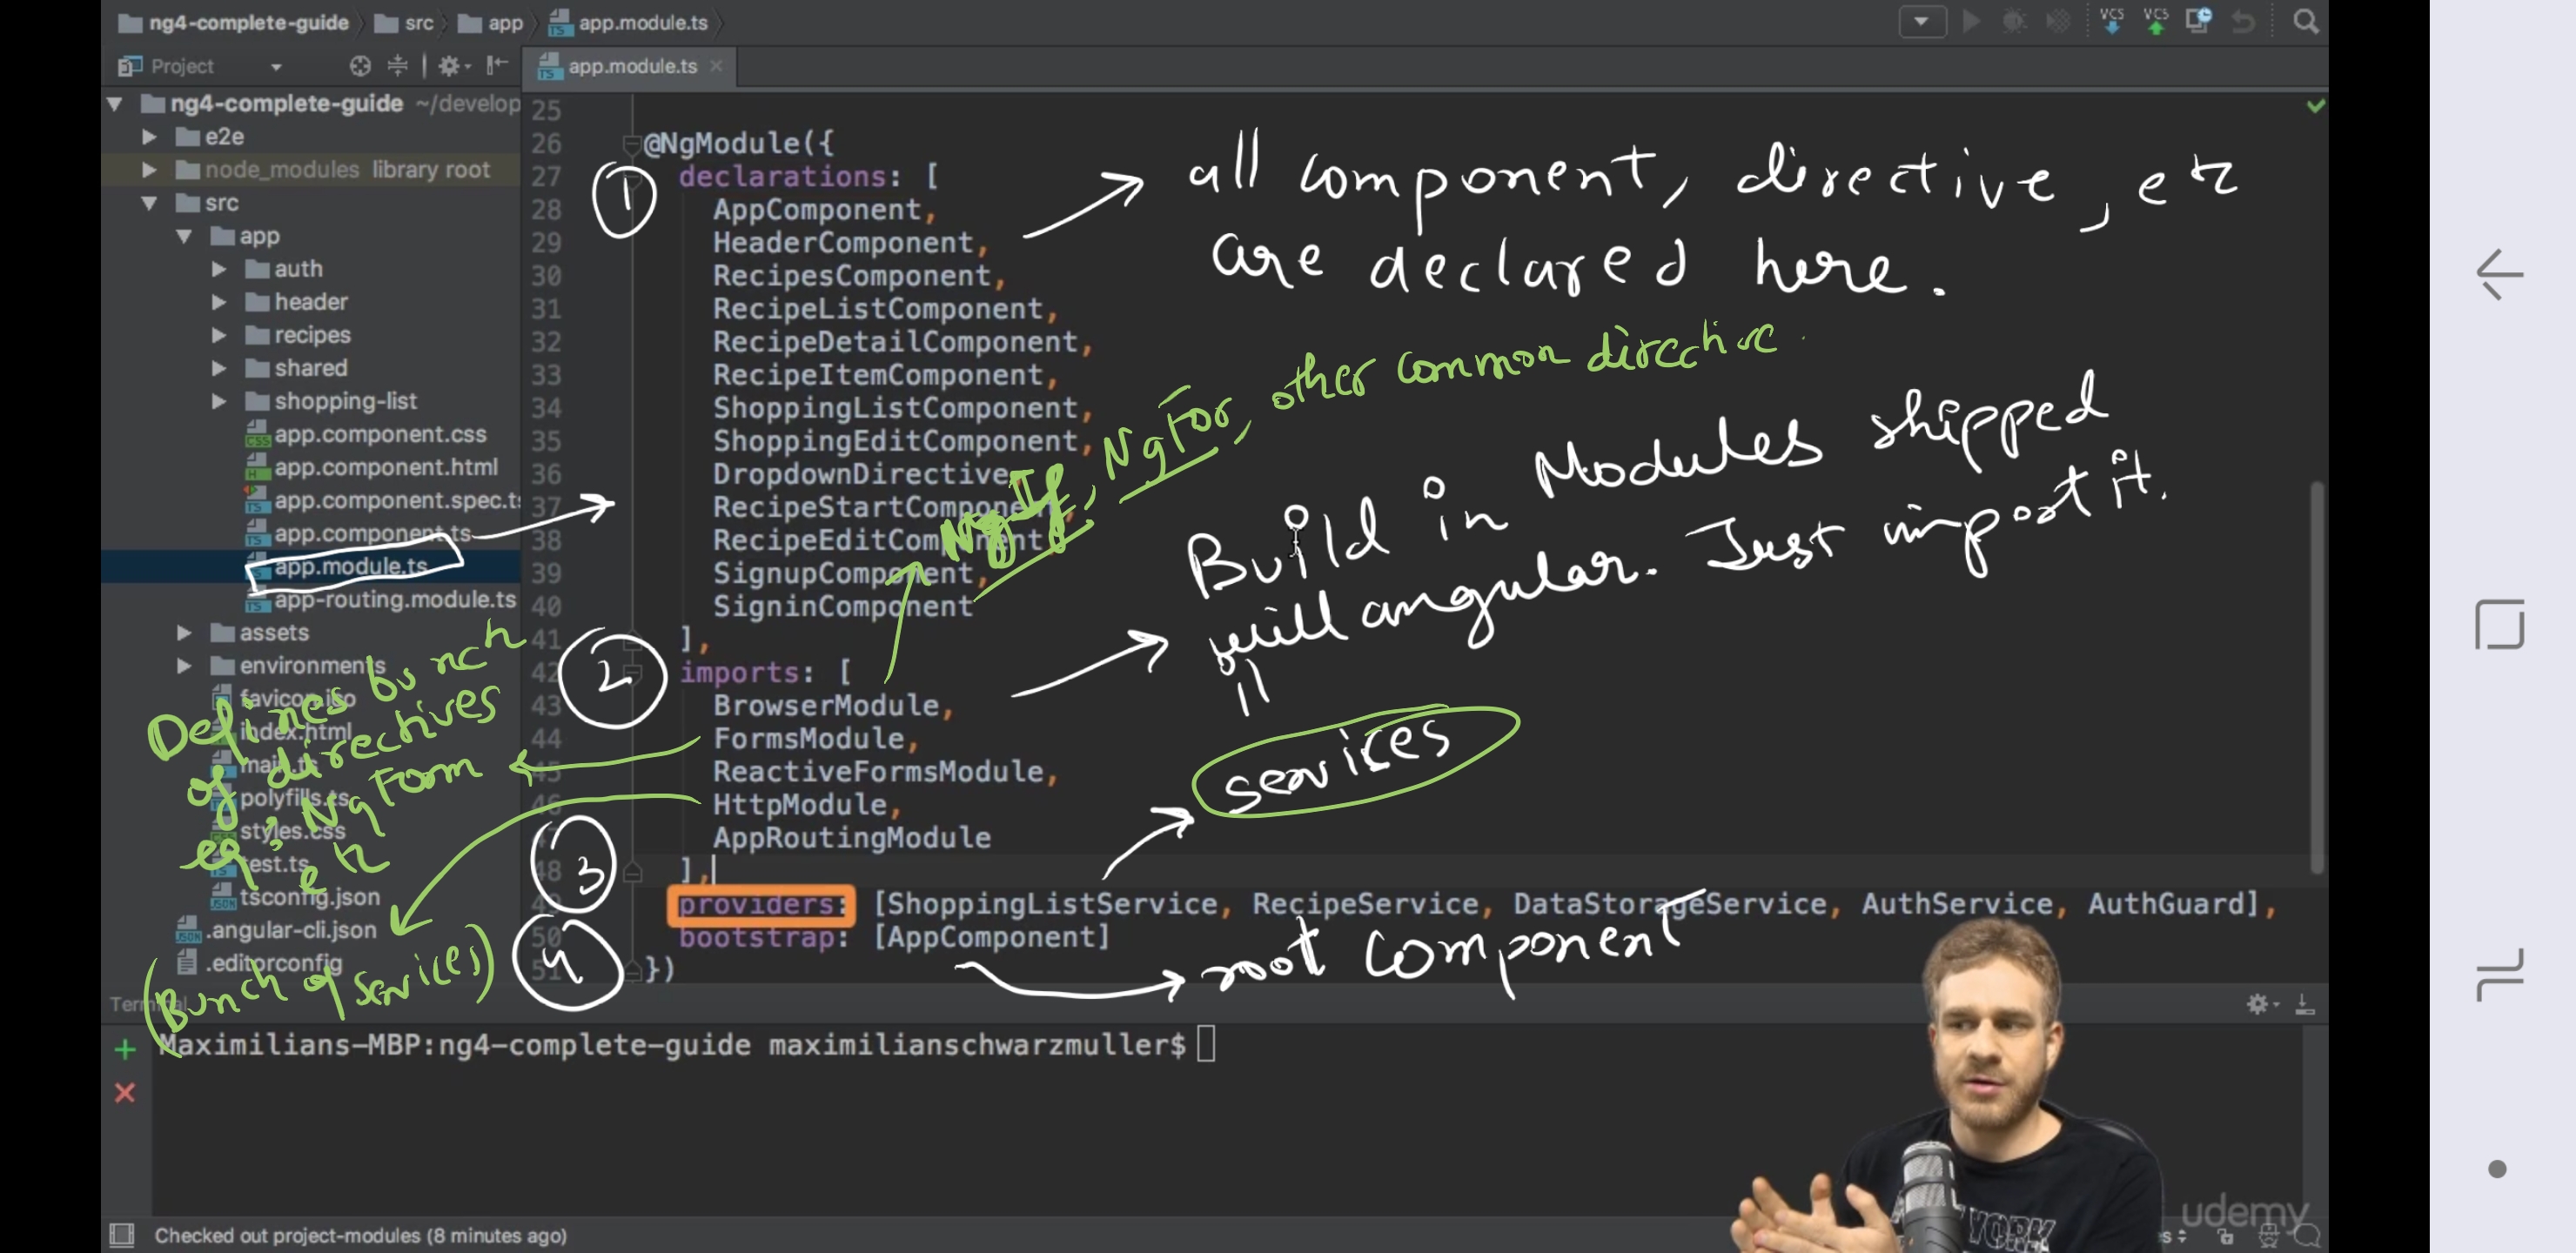 ng4-complete-guide src app app.module.ts
VCS VCS
Project
app.module.ts
ng4-complete-guide ~/develop
e2e
node_modules library root
src
app
auth
header
recipes
shared
shopping-list
app.component.css
app.component.html
app.component.spec.ts
app.component.ts
app.module.ts
app-routing.module.ts
assets
environments
favicon.ico
index.html
main.ts
polyfills.ts
styles.css
test.ts
tsconfig.json
.angular-cli.json
.editorconfig
25
26 @NgModule({
27 declarations: [
28 AppComponent,
29 HeaderComponent,
30 RecipesComponent,
31 RecipeListComponent,
32 RecipeDetailComponent,
33 RecipeItemComponent,
34 ShoppingListComponent,
35 ShoppingEditComponent,
36 DropdownDirective,
37 RecipeStartComponent,
38 RecipeEditComponent,
39 SignupComponent,
40 SigninComponent
41 ],
42 imports: [
43 BrowserModule,
44 FormsModule,
45 ReactiveFormsModule,
46 HttpModule,
AppRoutingModule
48 ],
49 providers: [ShoppingListService, RecipeService, DataStorageService, AuthService, AuthGuard],
50 bootstrap: [AppComponent]
51 })
1
all component, directive, etc
are declared here.
NgIf, NgFor, other common directive.
2
Build in Modules shipped
will angular. Just import it.
3
services
4
root component
Defines bunch
of directives
eg: NgForm
etc
(Bunch of services)
Terminal
Maximilians-MBP:ng4-complete-guide maximilianschwarzmuller$
YORK
udemy
Checked out project-modules (8 minutes ago)